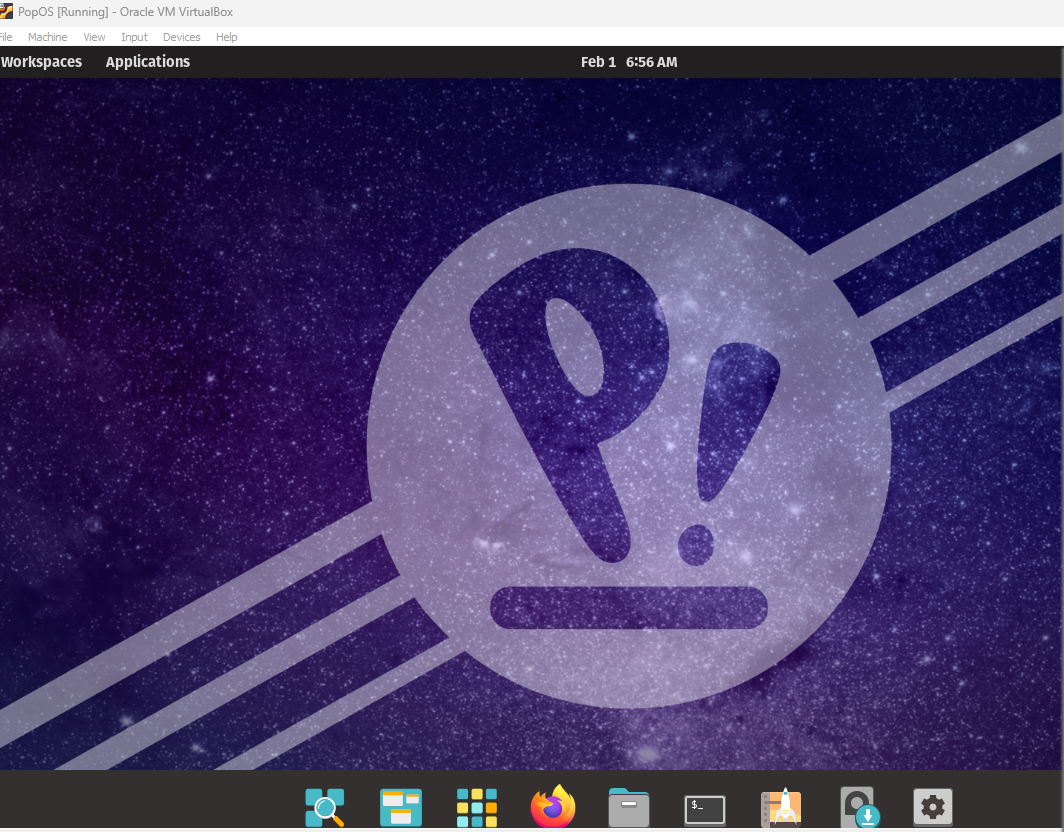 PopOS [Running] - Oracle VM VirtualBox
File Machine View Input Devices Help
Workspaces Applications Feb 1 6:56 AM
P!
$_